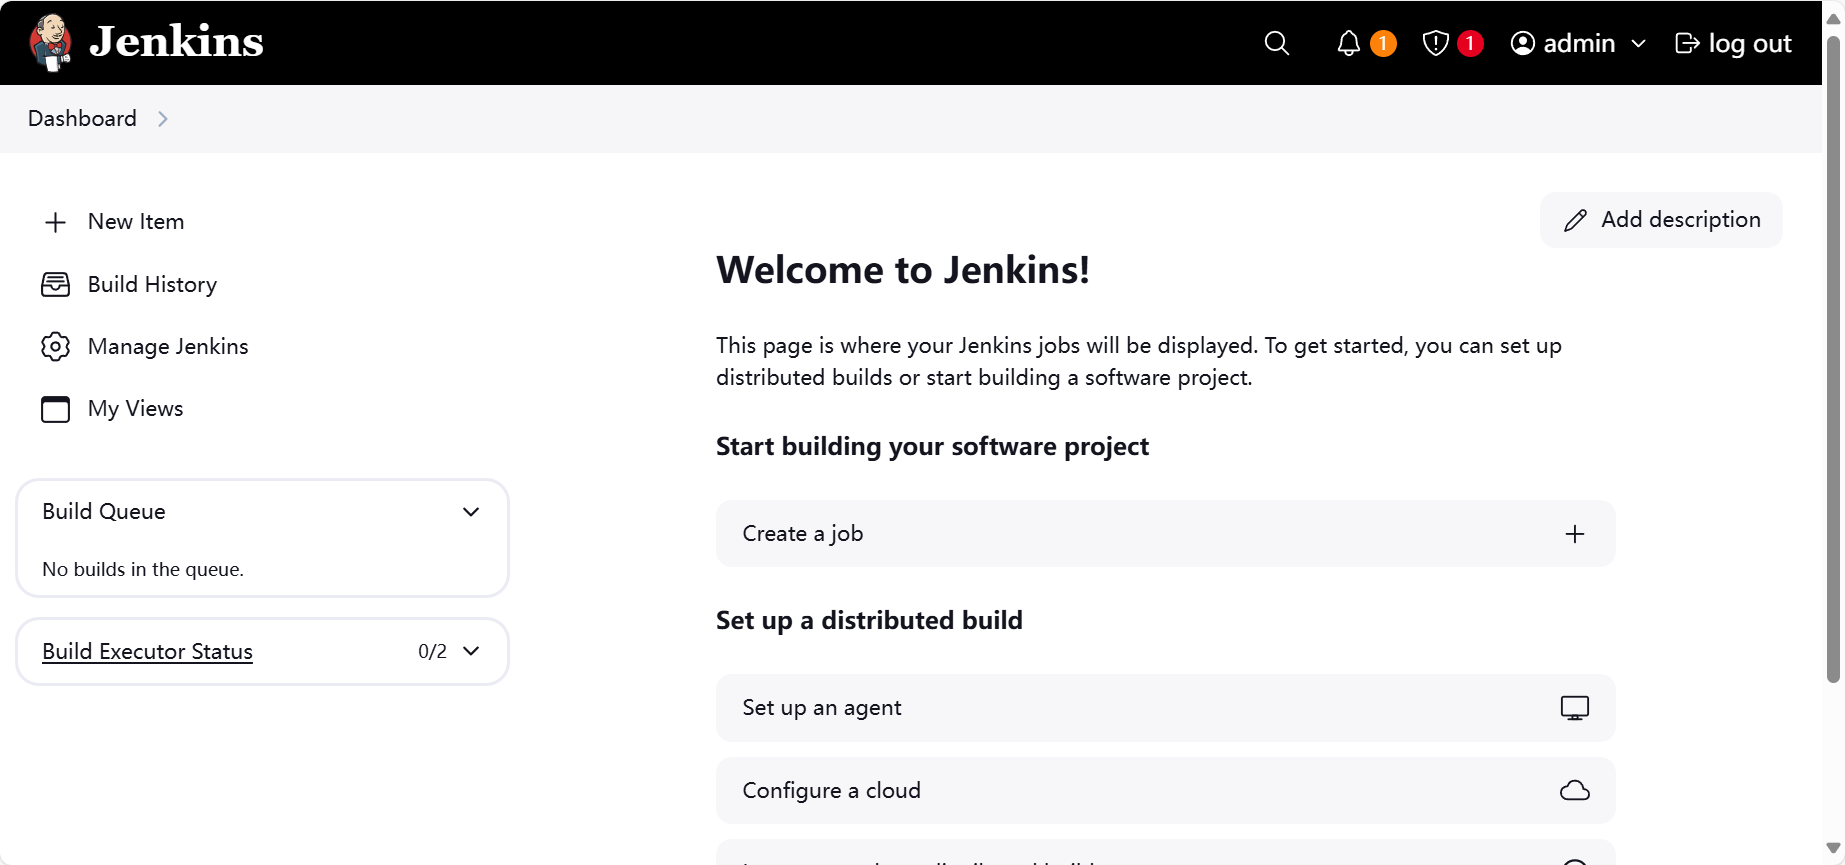 Jenkins
1
1
admin
log out
Dashboard
New Item
Build History
Manage Jenkins
My Views
Build Queue
No builds in the queue.
Build Executor Status
0/2
Add description
Welcome to Jenkins!
This page is where your Jenkins jobs will be displayed. To get started, you can set up
distributed builds or start building a software project.
Start building your software project
Create a job
Set up a distributed build
Set up an agent
Configure a cloud